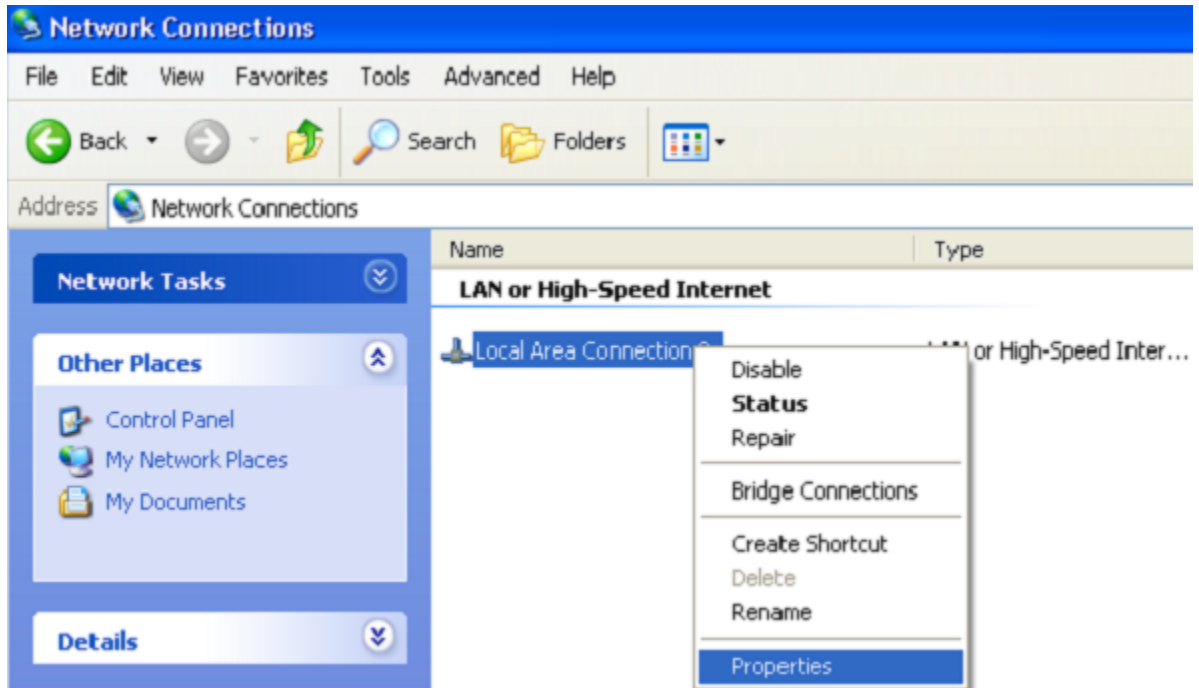 Network Connections
File Edit View Favorites Tools Advanced Help
Back Search Folders
Address Network Connections
Name Type
Network Tasks
LAN or High-Speed Internet
Other Places
Local Area Connection
or High-Speed Inter...
Control Panel
My Network Places
My Documents
Details
Disable
Status
Repair
Bridge Connections
Create Shortcut
Delete
Rename
Properties